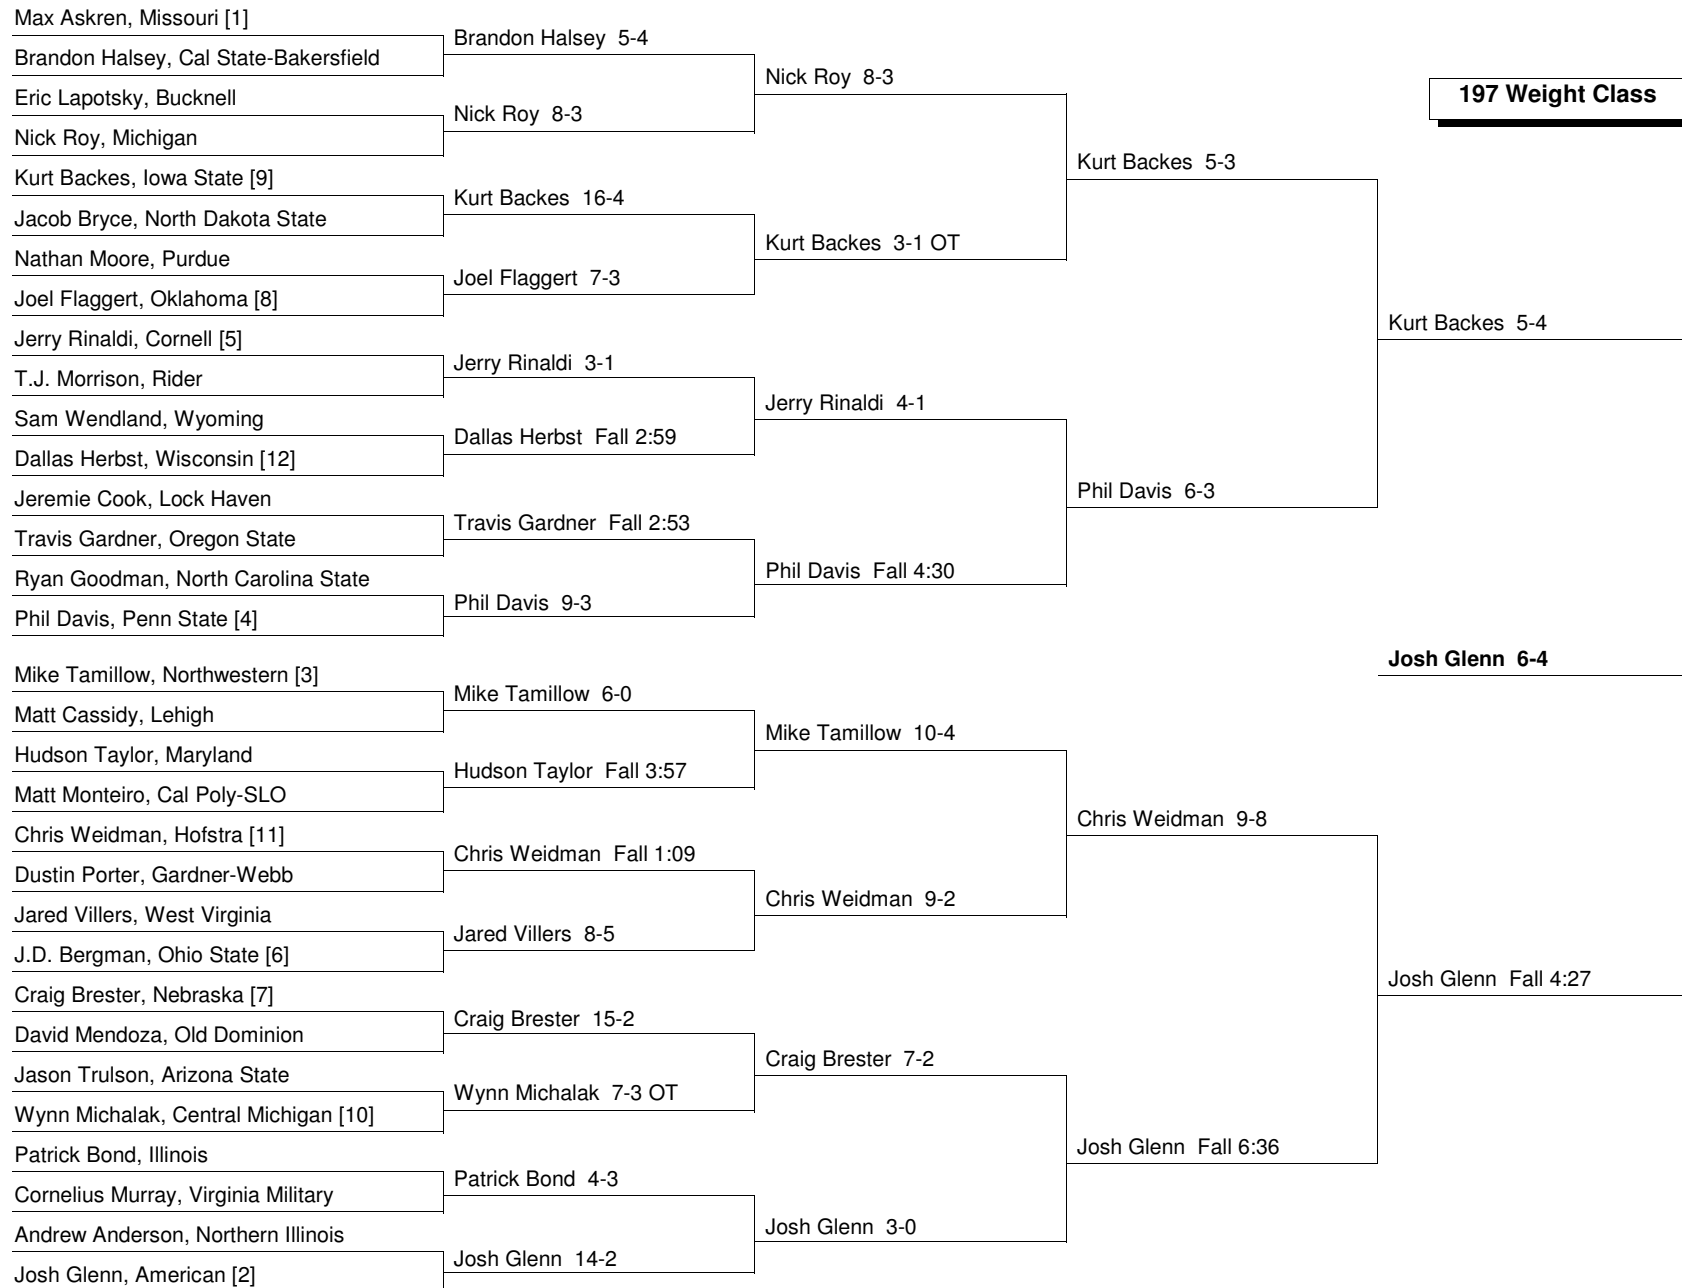 197 Weight Class
Max Askren, Missouri [1]
Brandon Halsey, Cal State-Bakersfield
Eric Lapotsky, Bucknell
Nick Roy, Michigan
Kurt Backes, Iowa State [9]
Jacob Bryce, North Dakota State
Nathan Moore, Purdue
Joel Flaggert, Oklahoma [8]
Jerry Rinaldi, Cornell [5]
T.J. Morrison, Rider
Sam Wendland, Wyoming
Dallas Herbst, Wisconsin [12]
Jeremie Cook, Lock Haven
Travis Gardner, Oregon State
Ryan Goodman, North Carolina State
Phil Davis, Penn State [4]
Mike Tamillow, Northwestern [3]
Matt Cassidy, Lehigh
Hudson Taylor, Maryland
Matt Monteiro, Cal Poly-SLO
Chris Weidman, Hofstra [11]
Dustin Porter, Gardner-Webb
Jared Villers, West Virginia
J.D. Bergman, Ohio State [6]
Craig Brester, Nebraska [7]
David Mendoza, Old Dominion
Jason Trulson, Arizona State
Wynn Michalak, Central Michigan [10]
Patrick Bond, Illinois
Cornelius Murray, Virginia Military
Andrew Anderson, Northern Illinois
Josh Glenn, American [2]
Brandon Halsey 5-4
Nick Roy 8-3
Kurt Backes 16-4
Joel Flaggert 7-3
Jerry Rinaldi 3-1
Dallas Herbst Fall 2:59
Travis Gardner Fall 2:53
Phil Davis 9-3
Mike Tamillow 6-0
Hudson Taylor Fall 3:57
Chris Weidman Fall 1:09
Jared Villers 8-5
Craig Brester 15-2
Wynn Michalak 7-3 OT
Patrick Bond 4-3
Josh Glenn 14-2
Nick Roy 8-3
Kurt Backes 3-1 OT
Jerry Rinaldi 4-1
Phil Davis Fall 4:30
Mike Tamillow 10-4
Chris Weidman 9-2
Craig Brester 7-2
Josh Glenn 3-0
Kurt Backes 5-3
Phil Davis 6-3
Chris Weidman 9-8
Josh Glenn Fall 6:36
Kurt Backes 5-4
Josh Glenn Fall 4:27
Josh Glenn 6-4